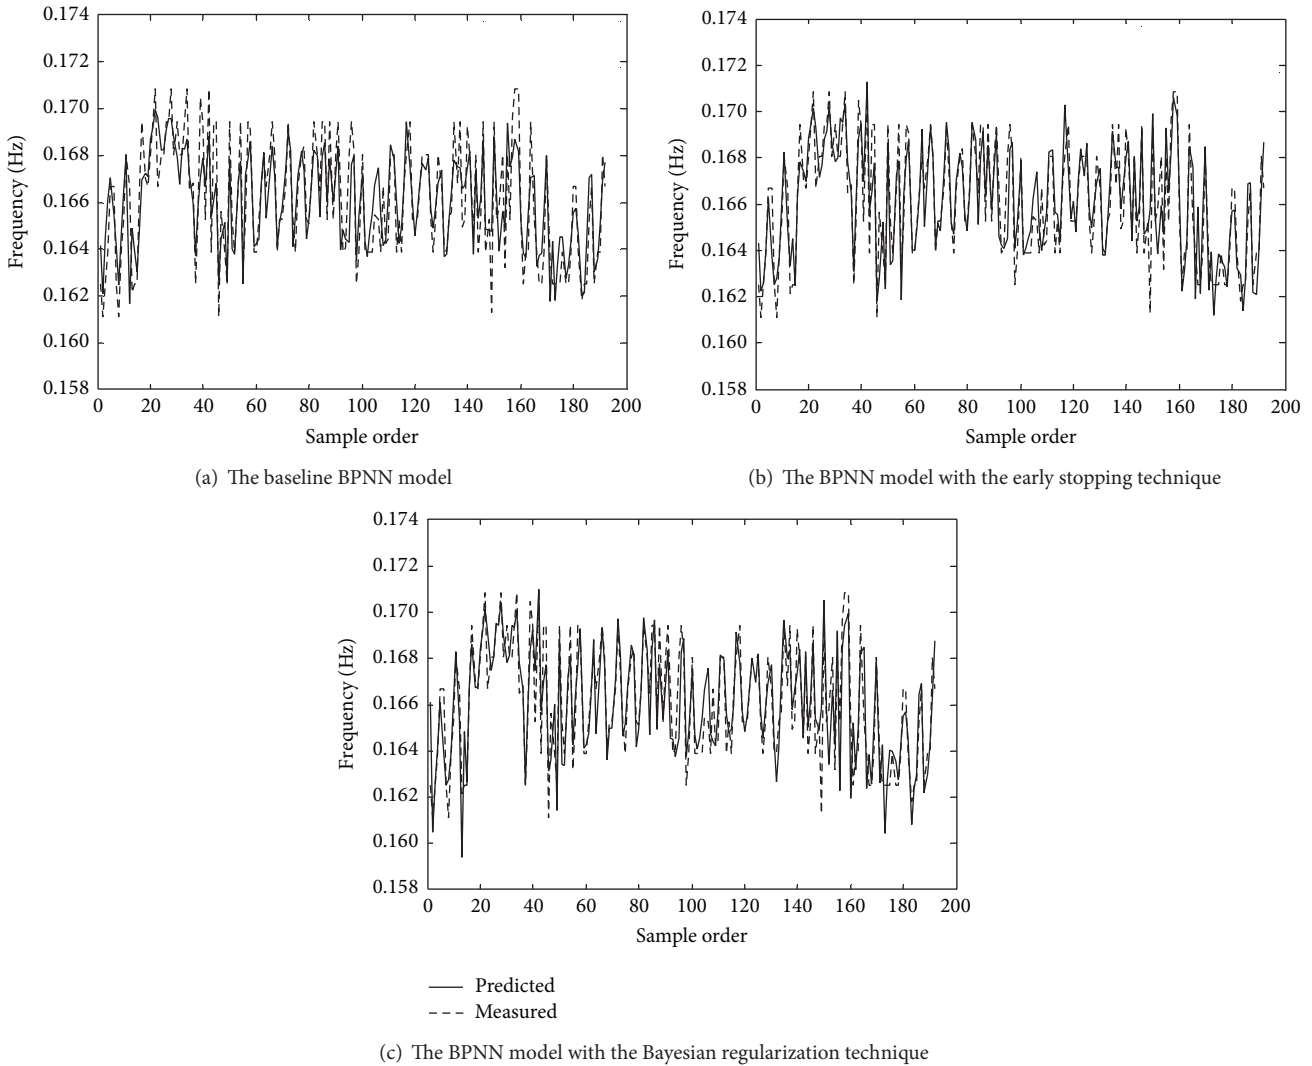 0.174
0.172
0.170
0.168
0.166
0.164
0.162
0.160
0.158
Frequency (Hz)
0 20 40 60 80 100 120 140 160 180 200
Sample order
(a) The baseline BPNN model
0.174
0.172
0.170
0.168
0.166
0.164
0.162
0.160
0.158
Frequency (Hz)
0 20 40 60 80 100 120 140 160 180 200
Sample order
(b) The BPNN model with the early stopping technique
0.174
0.172
0.170
0.168
0.166
0.164
0.162
0.160
0.158
Frequency (Hz)
0 20 40 60 80 100 120 140 160 180 200
Sample order
Predicted
Measured
(c) The BPNN model with the Bayesian regularization technique